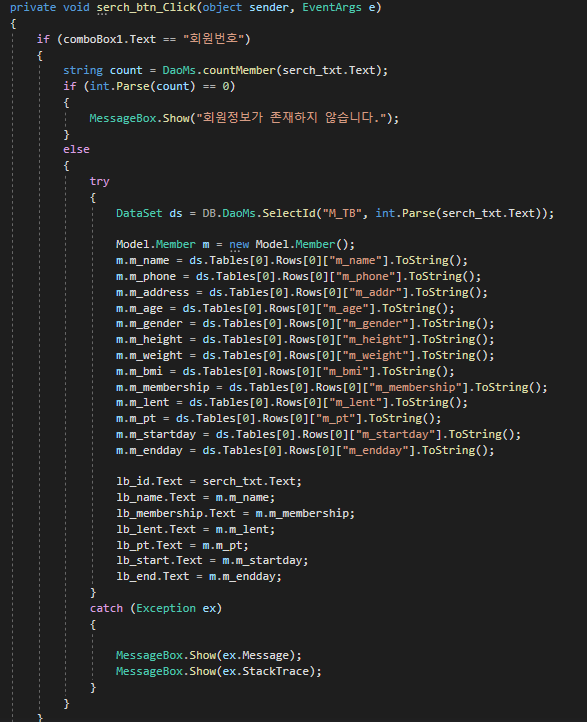 private void serch_btn_Click(object sender, EventArgs e)
{
if (comboBox1.Text == "회원번호")
{
string count = DaoMs.countMember(serch_txt.Text);
if (int.Parse(count) == 0)
{
MessageBox.Show("회원정보가 존재하지 않습니다.");
}
else
{
try
{
DataSet ds = DB.DaoMs.SelectId("M_TB", int.Parse(serch_txt.Text));
Model.Member m = new Model.Member();
m.m_name = ds.Tables[0].Rows[0]["m_name"].ToString();
m.m_phone = ds.Tables[0].Rows[0]["m_phone"].ToString();
m.m_address = ds.Tables[0].Rows[0]["m_addr"].ToString();
m.m_age = ds.Tables[0].Rows[0]["m_age"].ToString();
m.m_gender = ds.Tables[0].Rows[0]["m_gender"].ToString();
m.m_height = ds.Tables[0].Rows[0]["m_height"].ToString();
m.m_weight = ds.Tables[0].Rows[0]["m_weight"].ToString();
m.m_bmi = ds.Tables[0].Rows[0]["m_bmi"].ToString();
m.m_membership = ds.Tables[0].Rows[0]["m_membership"].ToString();
m.m_lent = ds.Tables[0].Rows[0]["m_lent"].ToString();
m.m_pt = ds.Tables[0].Rows[0]["m_pt"].ToString();
m.m_startday = ds.Tables[0].Rows[0]["m_startday"].ToString();
m.m_endday = ds.Tables[0].Rows[0]["m_endday"].ToString();
lb_id.Text = serch_txt.Text;
lb_name.Text = m.m_name;
lb_membership.Text = m.m_membership;
lb_lent.Text = m.m_lent;
lb_pt.Text = m.m_pt;
lb_start.Text = m.m_startday;
lb_end.Text = m.m_endday;
}
catch (Exception ex)
{
MessageBox.Show(ex.Message);
MessageBox.Show(ex.StackTrace);
}
}
}